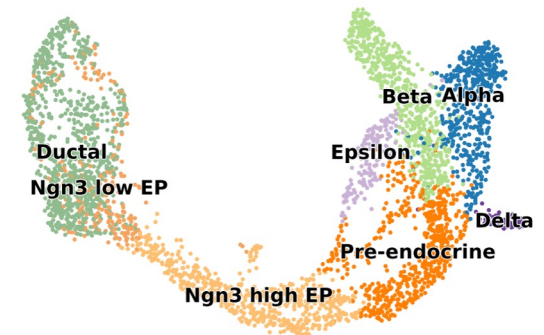 Beta
Alpha
Ductal
Epsilon
Ngn3 low EP
Delta
Pre-endocrine
Ngn3 high EP